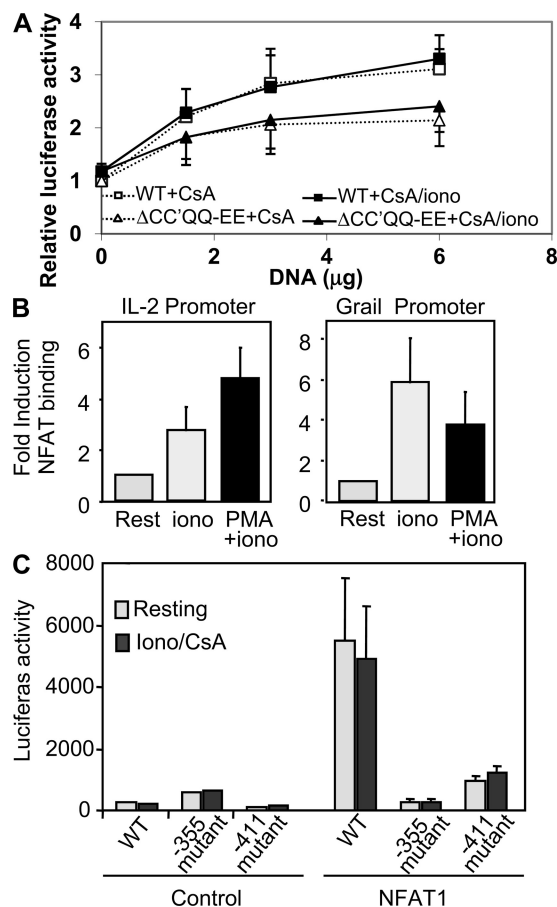 A
Relative luciferase activity
4
3
2
1
0
WT+CsA
WT+CsA/iono
ΔCC'QQ-EE+CsA
ΔCC'QQ-EE+CsA/iono
0 2 4 6 8
DNA (μg)
B
IL-2 Promoter
Grail Promoter
Fold Induction
NFAT binding
6
4
2
0
Rest iono PMA
+iono
8
6
4
2
0
Rest iono PMA
+iono
C
Luciferas activity
8000
6000
4000
2000
0
Resting
Iono/CsA
WT
-355
mutant
-411
mutant
WT
-355
mutant
-411
mutant
Control
NFAT1